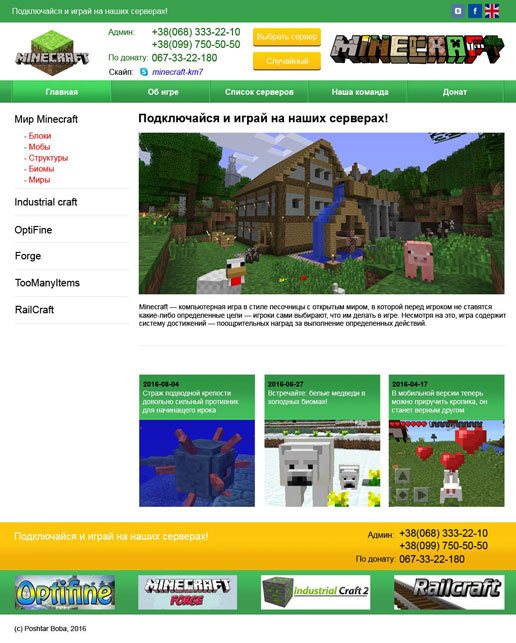 Подключайся и играй на наших серверах!
MINECRAFT
Админ: +38(068) 333-22-10
+38(099) 750-50-50
По донату: 067-33-22-180
Скайп: minecraft-km7
Выбрать сервер
Случайный
MINECRAFT
Главная
Об игре
Список серверов
Наша команда
Донат
Мир Minecraft
- Блоки
- Мобы
- Структуры
- Биомы
- Миры
Industrial craft
OptiFine
Forge
TooManyItems
RailCraft
Подключайся и играй на наших серверах!
Minecraft — компьютерная игра в стиле песочницы с открытым миром, в которой перед игроком не ставятся
какие-либо определенные цели — игроки сами выбирают, что им делать в игре. Несмотря на это, игра содержит
систему достижений — поощрительных наград за выполнение определенных действий.
2016-08-04
Страж подводной крепости
довольно сильный противник
для начинащего ирока
2016-06-27
Встречайте: белые медведи в
холодных биомах!
2016-04-17
В мобильной версии теперь
можно приручить кролика, он
станет верным другом
Подключайся и играй на наших серверах!
Админ: +38(068) 333-22-10
+38(099) 750-50-50
По донату: 067-33-22-180
Optifine
MINECRAFT
FORGE
Industrial Craft 2
Railcraft
(c) Poshtar Boba, 2016